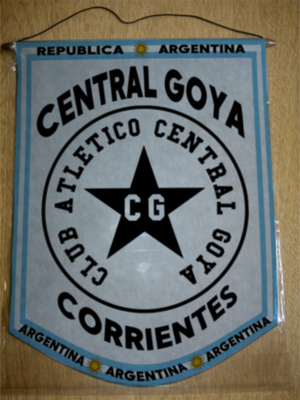 REPUBLICA ARGENTINA
CENTRAL GOYA
CLUB ATLETICO CENTRAL GOYA
CG
CORRIENTES
ARGENTINA ARGENTINA ARGENTINA